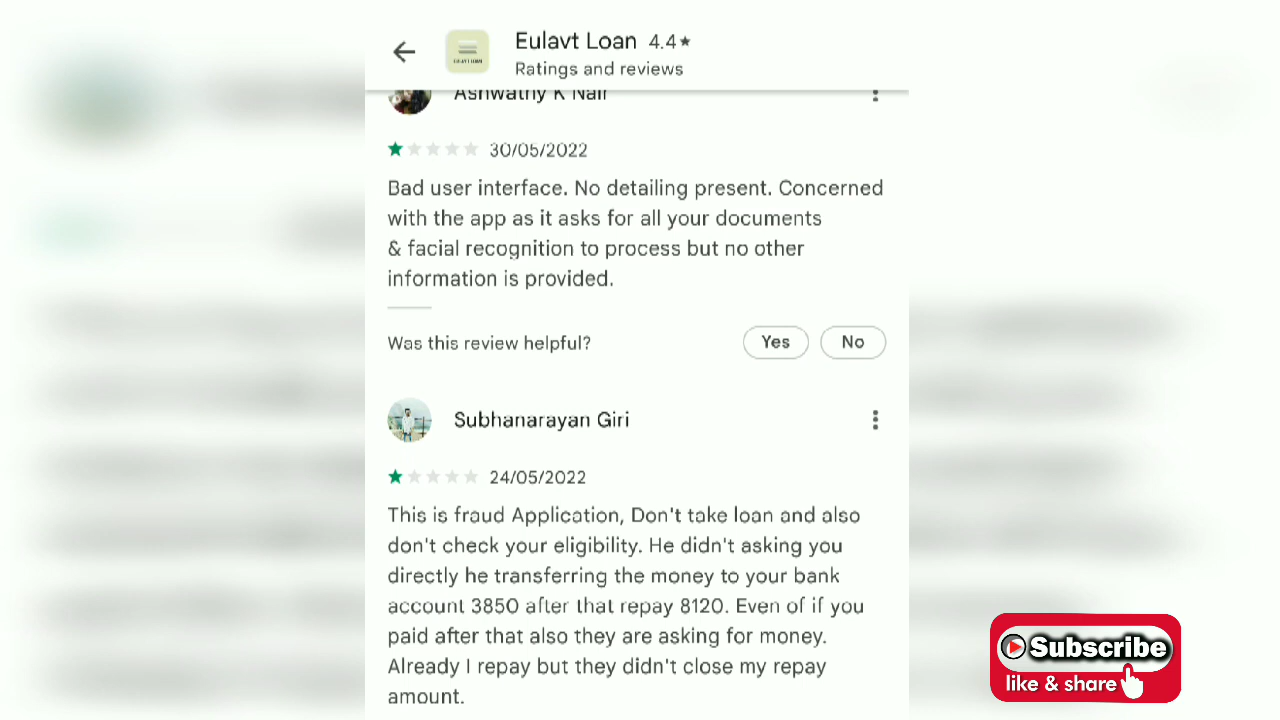 Eulavt Loan 4.4★
Ratings and reviews
Ashwathy K Nair
30/05/2022
Bad user interface. No detailing present. Concerned
with the app as it asks for all your documents
& facial recognition to process but no other
information is provided.
Was this review helpful?
Yes
No
Subhanarayan Giri
24/05/2022
This is fraud Application, Don't take loan and also
don't check your eligibility. He didn't asking you
directly he transferring the money to your bank
account 3850 after that repay 8120. Even of if you
paid after that also they are asking for money.
Already I repay but they didn't close my repay
amount.
Subscribe
like & share